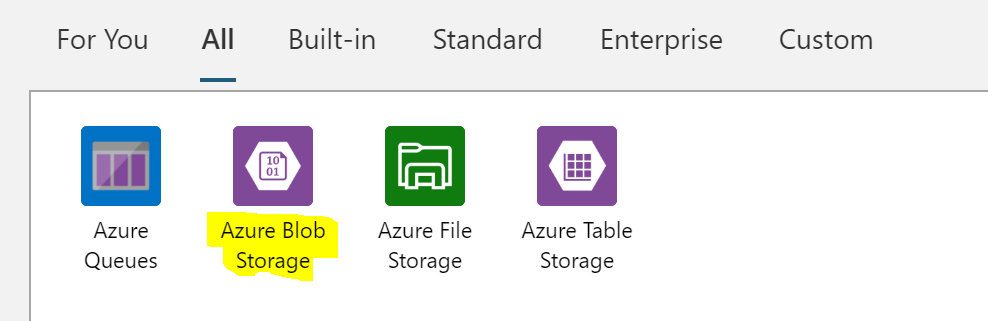 For You All Built-in Standard Enterprise Custom
10
01
Azure Queues
Azure Blob Storage
Azure File Storage
Azure Table Storage